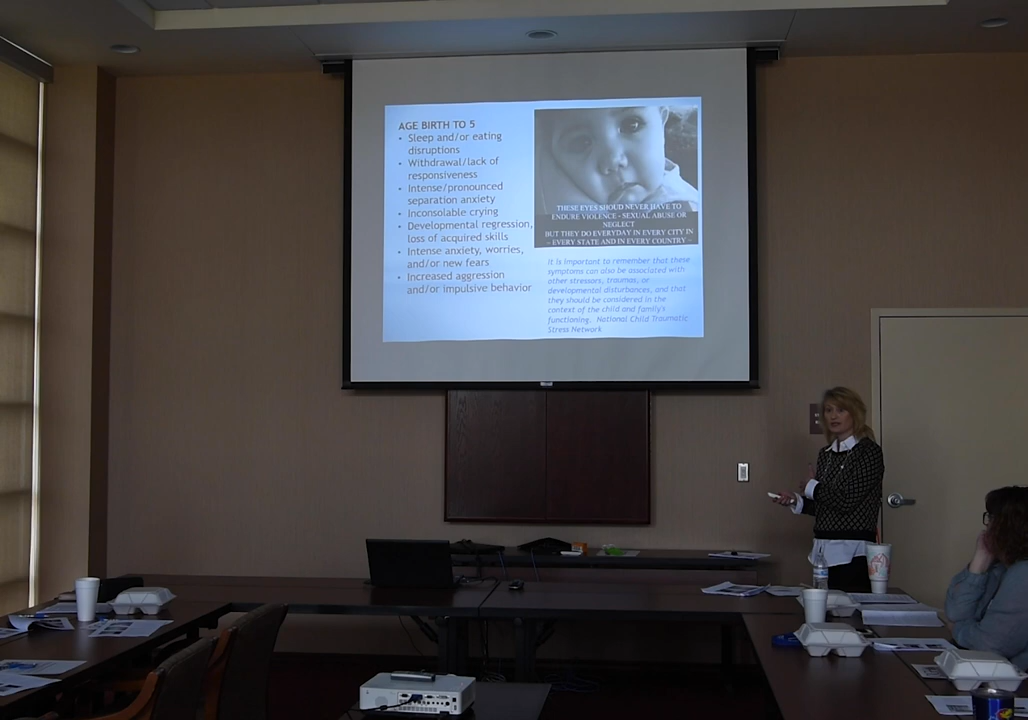 AGE BIRTH TO 5
• Sleep and/or eating
disruptions
• Withdrawal/lack of
responsiveness
• Intense/pronounced
separation anxiety
• Inconsolable crying
• Developmental regression,
loss of acquired skills
• Intense anxiety, worries,
and/or new fears
• Increased aggression
and/or impulsive behavior
THESE EYES SHOUD NEVER HAVE TO
ENDURE VIOLENCE - SEXUAL ABUSE OR
NEGLECT
BUT THEY DO EVERYDAY IN EVERY CITY IN
~ EVERY STATE AND IN EVERY COUNTRY ~
It is important to remember that these
symptoms can also be associated with
other stressors, traumas, or
developmental disturbances, and that
they should be considered in the
context of the child and family's
functioning. National Child Traumatic
Stress Network